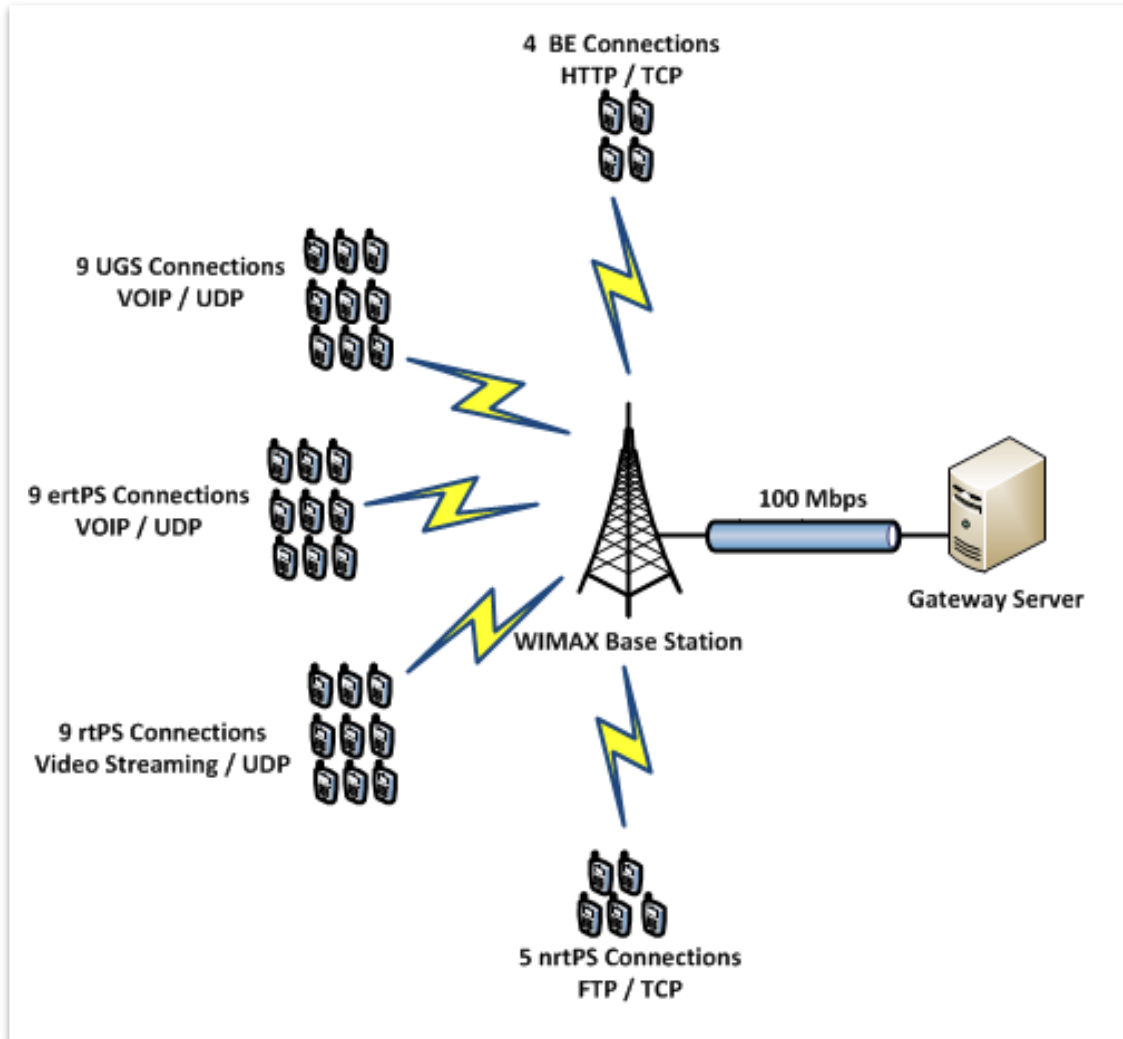 4 BE Connections
HTTP / TCP
9 UGS Connections
VOIP / UDP
9 ertPS Connections
VOIP / UDP
100 Mbps
Gateway Server
WIMAX Base Station
9 rtPS Connections
Video Streaming / UDP
5 nrtPS Connections
FTP / TCP